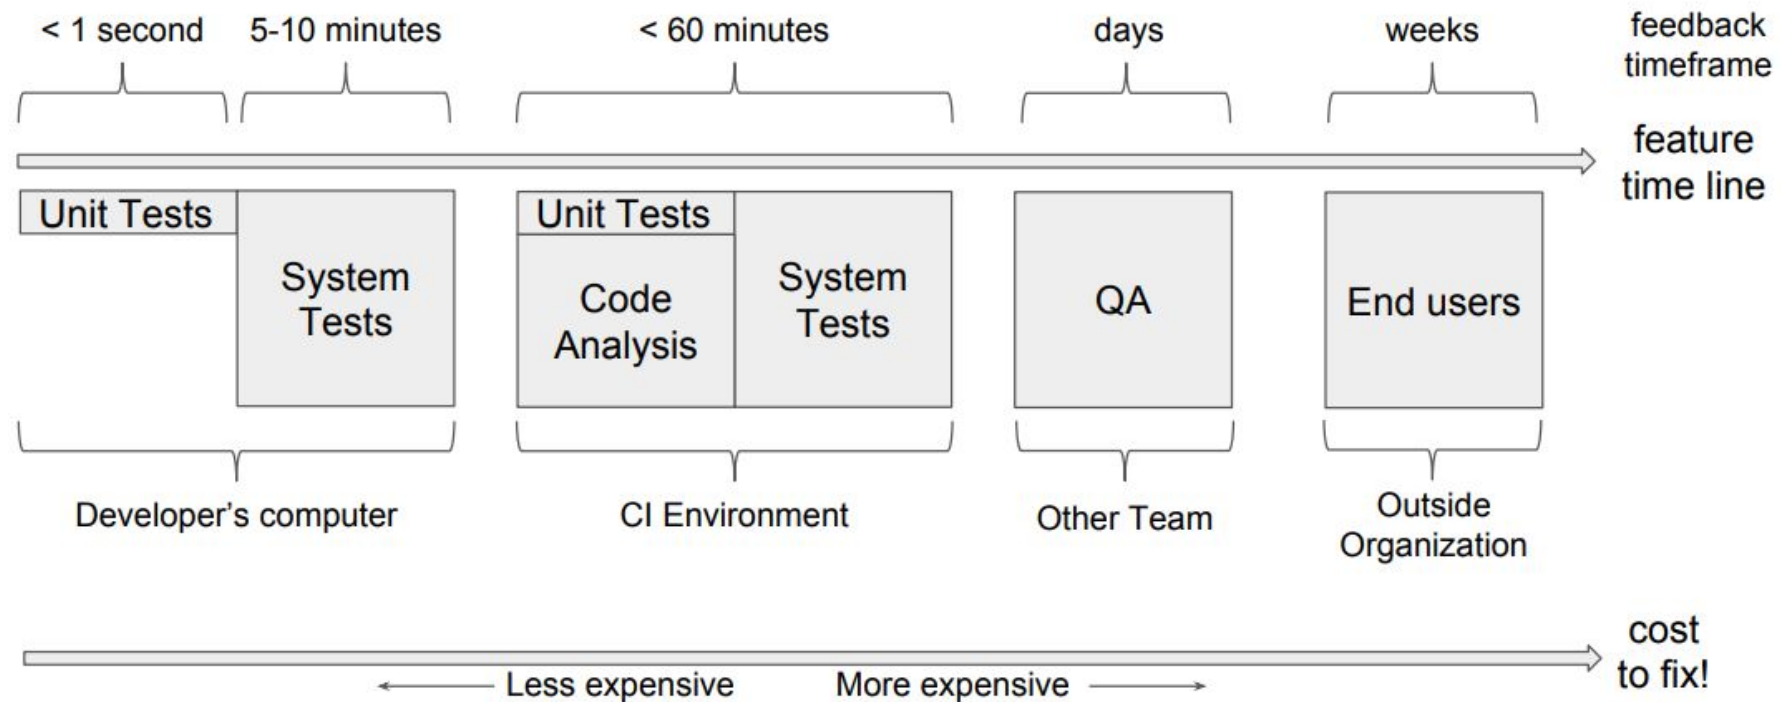 < 1 second
5-10 minutes
< 60 minutes
days
weeks
feedback
timeframe
feature
time line
Unit Tests
System
Tests
Unit Tests
Code
Analysis
System
Tests
QA
End users
Developer’s computer
CI Environment
Other Team
Outside
Organization
cost
to fix!
Less expensive
More expensive